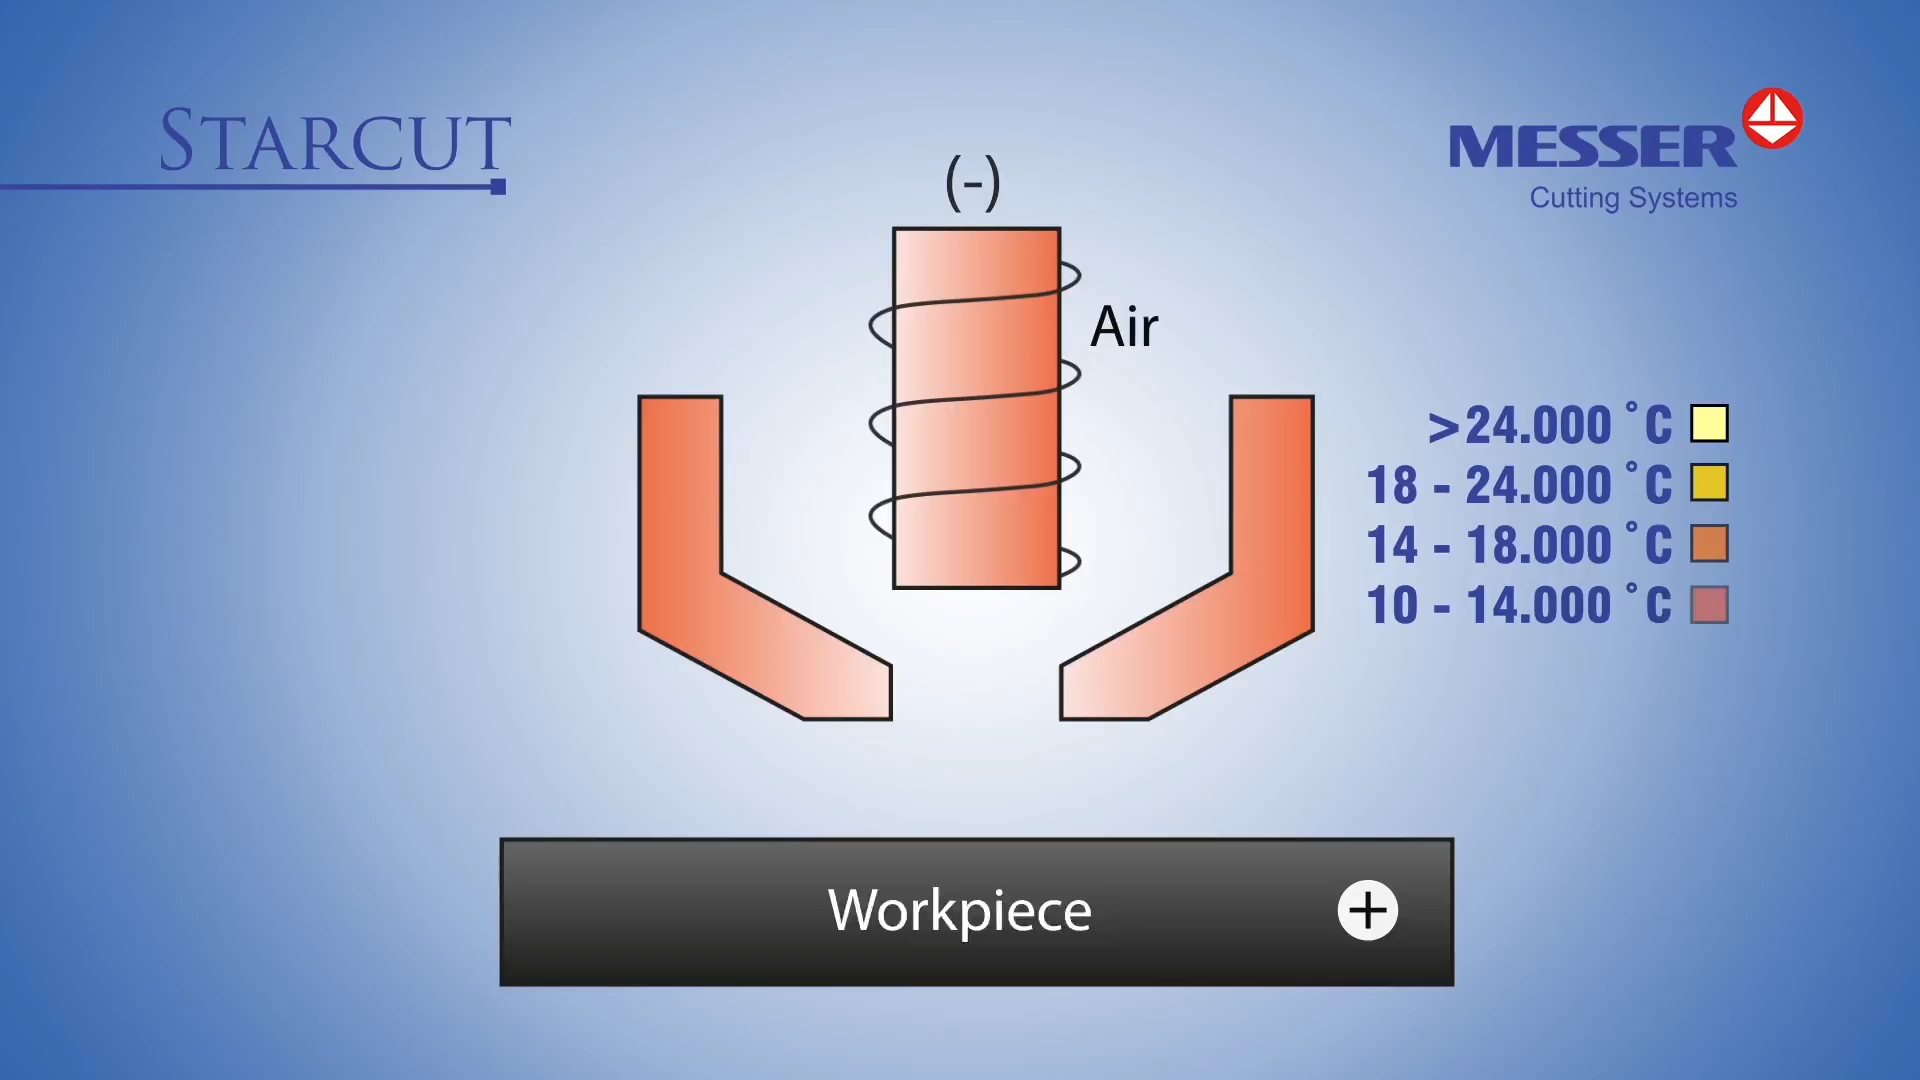 STARCUT
MESSER
Cutting Systems
(-)
Air
>24.000 °C
18 - 24.000 °C
14 - 18.000 °C
10 - 14.000 °C
Workpiece +